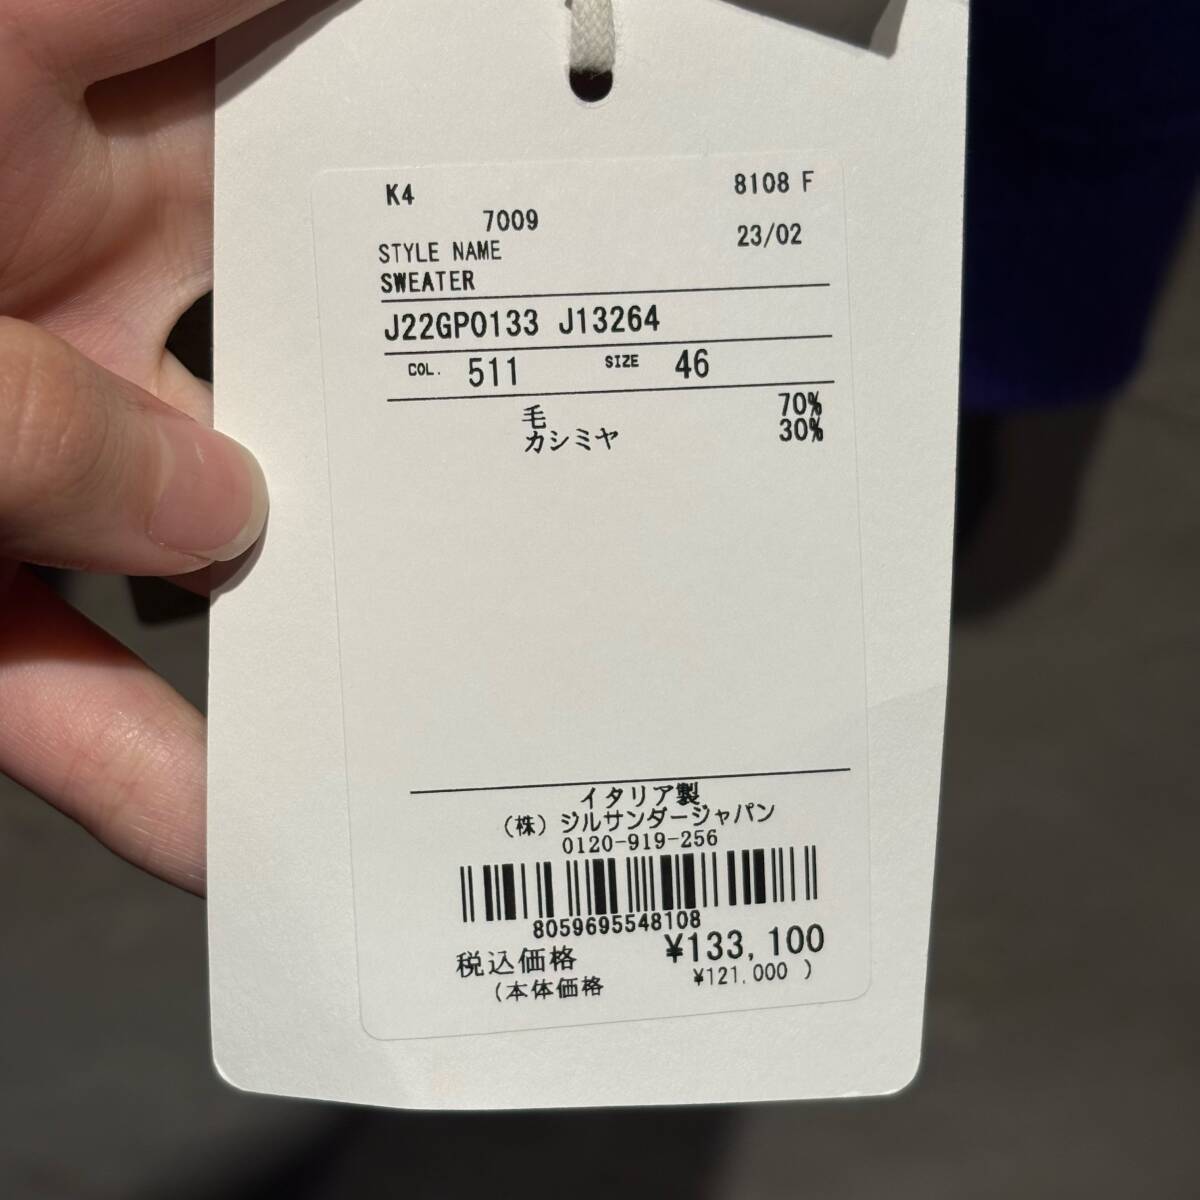 K4 8108 F
7009
STYLE NAME 23/02
SWEATER
J22GP0133 J13264
COL. 511 SIZE 46
毛 70%
カシミヤ 30%
イタリア製
（株）ジルサンダージャパン
0120-919-256
8059695548108
税込価格 ¥133,100
(本体価格 ¥121,000 )